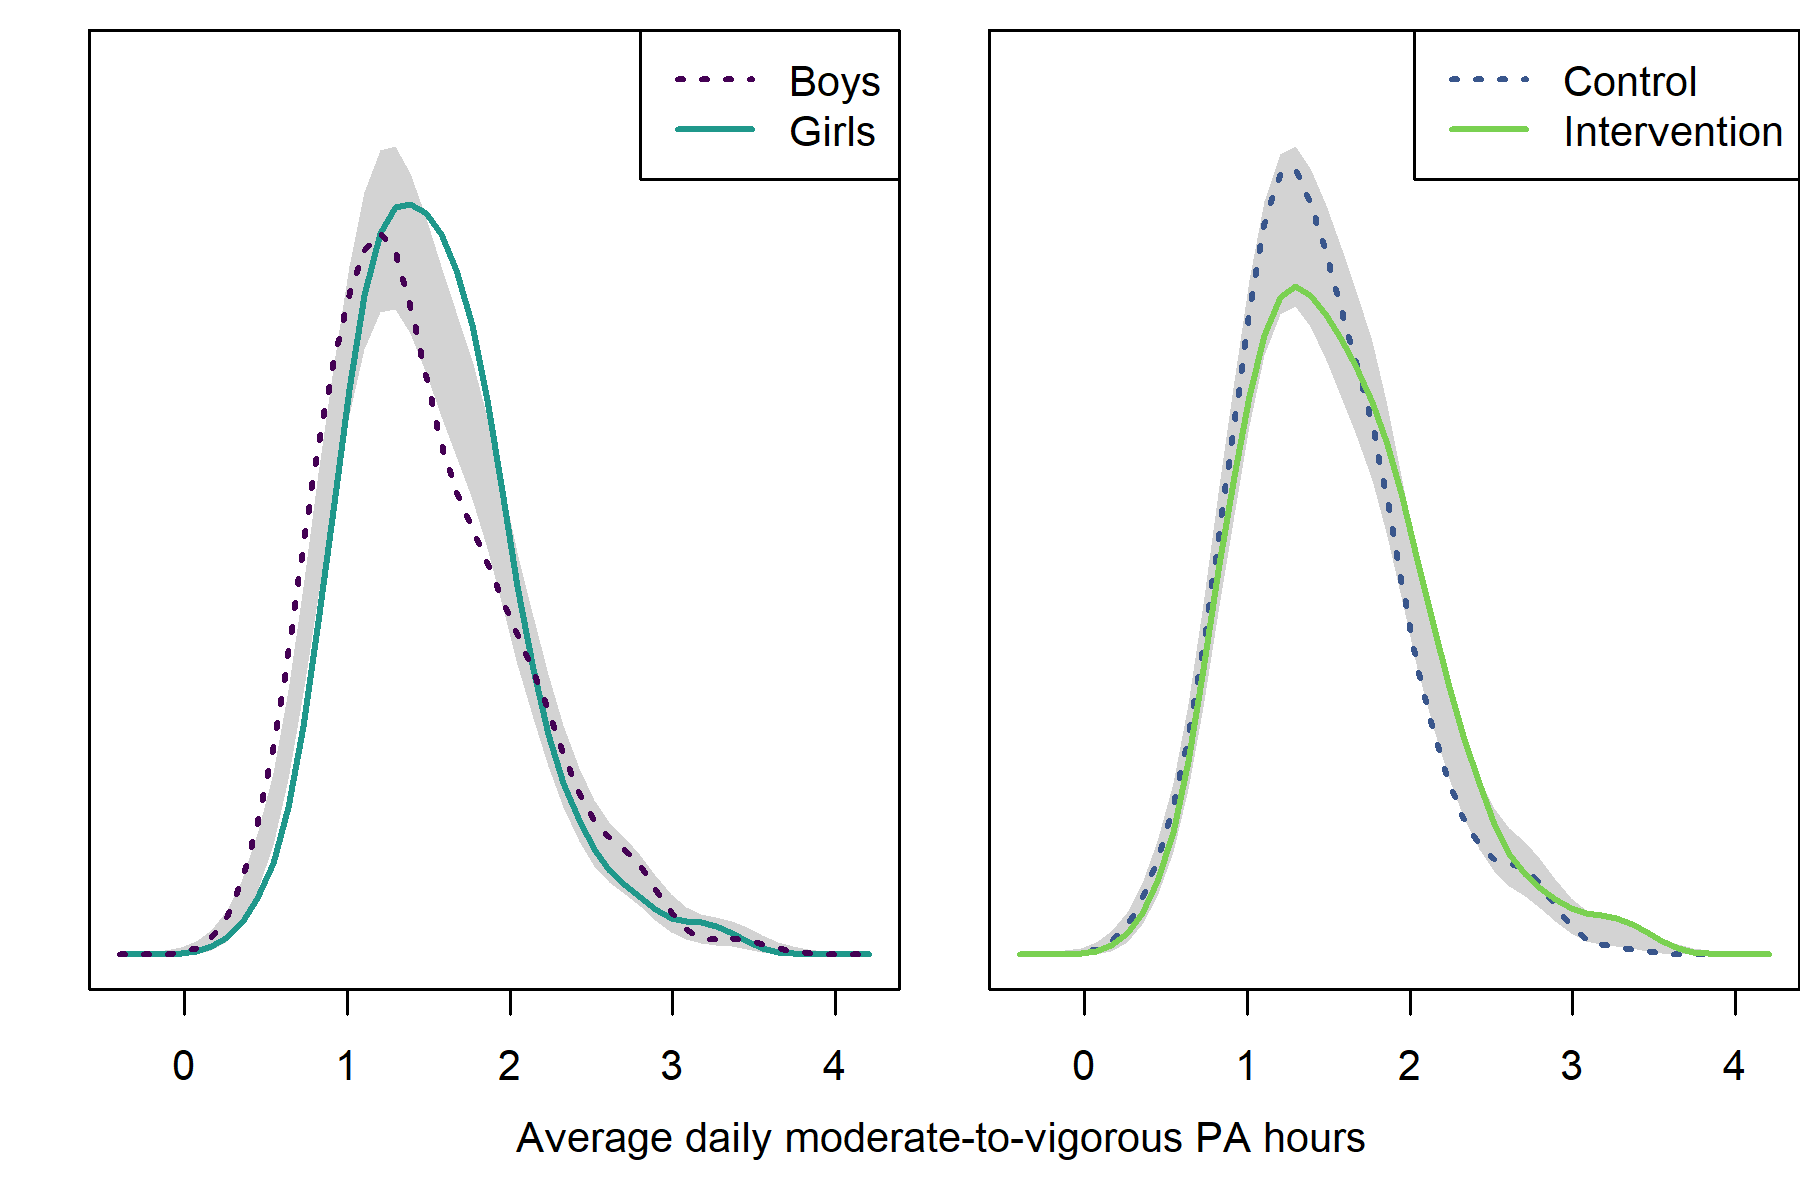 Boys
Girls
Control
Intervention
0 1 2 3 4
0 1 2 3 4
Average daily moderate-to-vigorous PA hours